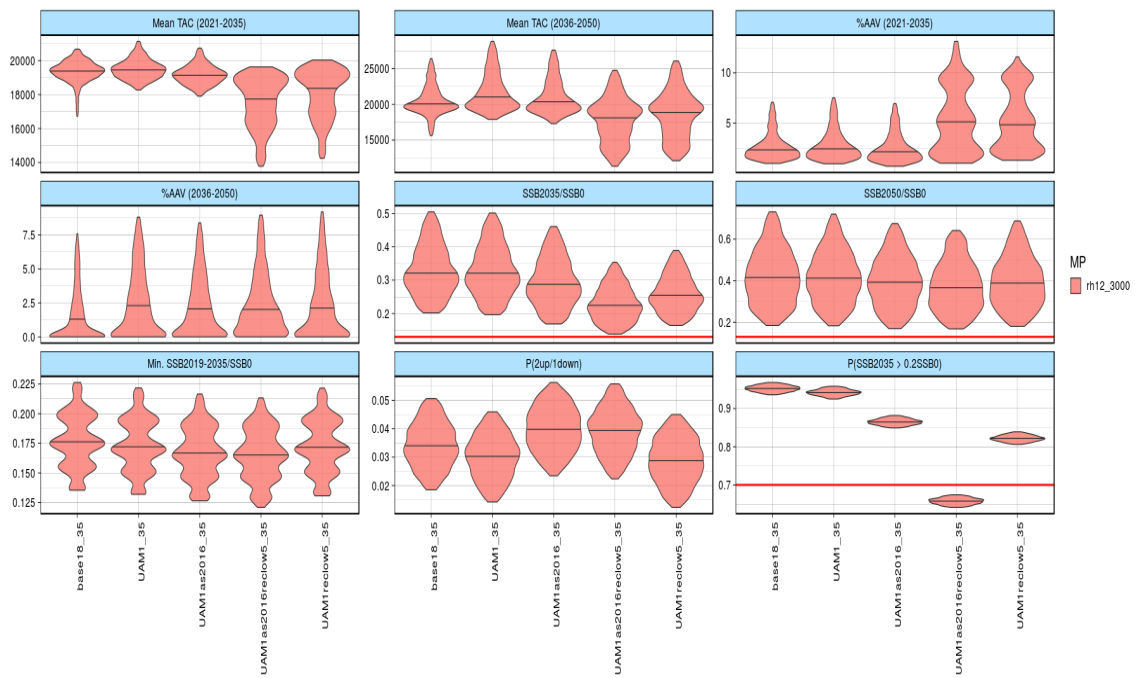 Mean TAC (2021-2035)
Mean TAC (2036-2050)
%AAV (2021-2035)
20000
18000
16000
14000
25000
20000
15000
10
5
%AAV (2036-2050)
SSB2035/SSB0
SSB2050/SSB0
7.5
5.0
2.5
0.0
0.5
0.4
0.3
0.2
0.6
0.4
0.2
MP
rh12_3000
Min. SSB2019-2035/SSB0
P(2up/1down)
P(SSB2035 > 0.2SSB0)
0.225
0.200
0.175
0.150
0.125
0.05
0.04
0.03
0.02
0.9
0.8
0.7
base18_35
UAM1_35
UAM1as2016_35
UAM1as2016reclow5_35
UAM1reclow5_35
base18_35
UAM1_35
UAM1as2016_35
UAM1as2016reclow5_35
UAM1reclow5_35
base18_35
UAM1_35
UAM1as2016_35
UAM1as2016reclow5_35
UAM1reclow5_35